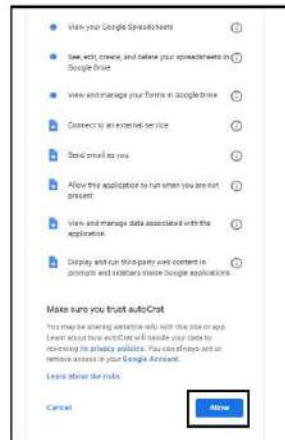 View your Google Spreadsheets
See, edit, create, and delete your spreadsheets in
Google Drive
View and manage your forms in Google Drive
Connect to an external service
Send email as you
Allow this application to run when you are not
present
View and manage data associated with the
application
Display and run third-party web content in
prompts and sidebars inside Google applications
Make sure you trust autoCrat
You may be sharing sensitive info with this site or app.
Learn about how autoCrat will handle your data by
reviewing its privacy policies. You can always see or
remove access in your Google Account.
Learn about the risks
Cancel
Allow